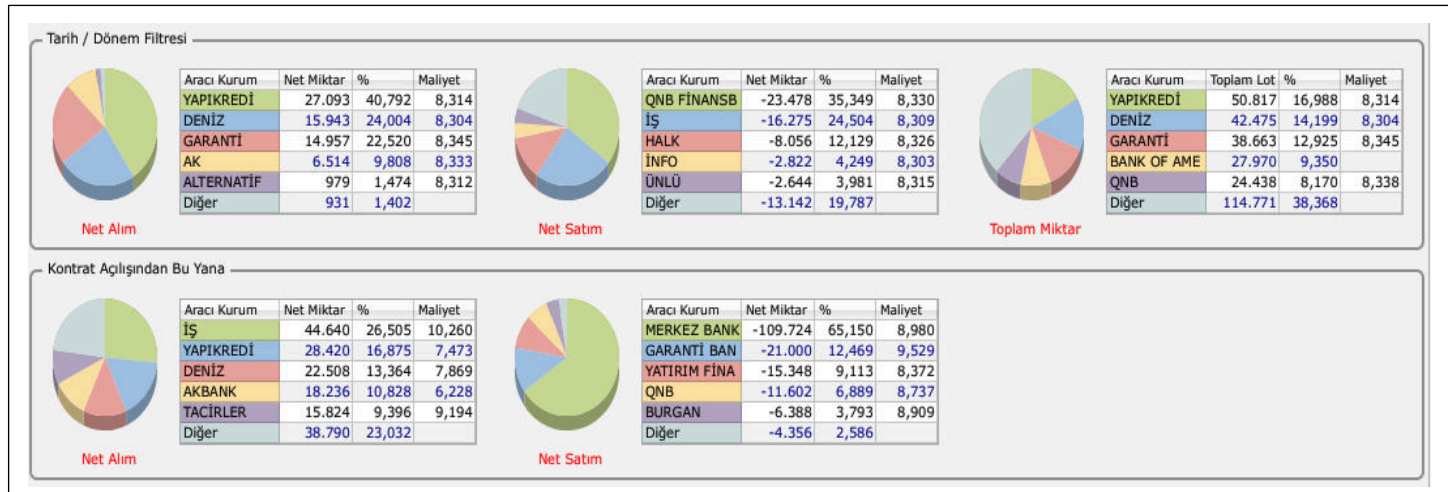 Tarih / Dönem Filtresi
Aracı Kurum Net Miktar % Maliyet
YAPIKREDİ 27.093 40,792 8,314
DENİZ 15.943 24,004 8,304
GARANTİ 14.957 22,520 8,345
AK 6.514 9,808 8,333
ALTERNATİF 979 1,474 8,312
Diğer 931 1,402
Net Alım
Aracı Kurum Net Miktar % Maliyet
QNB FİNANSB -23.478 35,349 8,330
İŞ -16.275 24,504 8,309
HALK -8.056 12,129 8,326
İNFO -2.822 4,249 8,303
ÜNLÜ -2.644 3,981 8,315
Diğer -13.142 19,787
Net Satım
Aracı Kurum Toplam Lot % Maliyet
YAPIKREDİ 50.817 16,988 8,314
DENİZ 42.475 14,199 8,304
GARANTİ 38.663 12,925 8,345
BANK OF AME 27.970 9,350
QNB 24.438 8,170 8,338
Diğer 114.771 38,368
Toplam Miktar
Kontrat Açılışından Bu Yana
Aracı Kurum Net Miktar % Maliyet
İŞ 44.640 26,505 10,260
YAPIKREDİ 28.420 16,875 7,473
DENİZ 22.508 13,364 7,869
AKBANK 18.236 10,828 6,228
TACİRLER 15.824 9,396 9,194
Diğer 38.790 23,032
Net Alım
Aracı Kurum Net Miktar % Maliyet
MERKEZ BANK -109.724 65,150 8,980
GARANTİ BAN -21.000 12,469 9,529
YATIRIM FİNA -15.348 9,113 8,372
QNB -11.602 6,889 8,737
BURGAN -6.388 3,793 8,909
Diğer -4.356 2,586
Net Satım